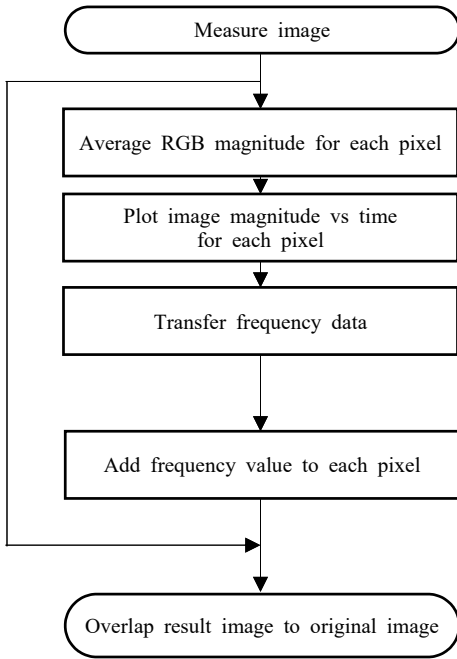 Measure image
Average RGB magnitude for each pixel
Plot image magnitude vs time
for each pixel
Transfer frequency data
Add frequency value to each pixel
Overlap result image to original image